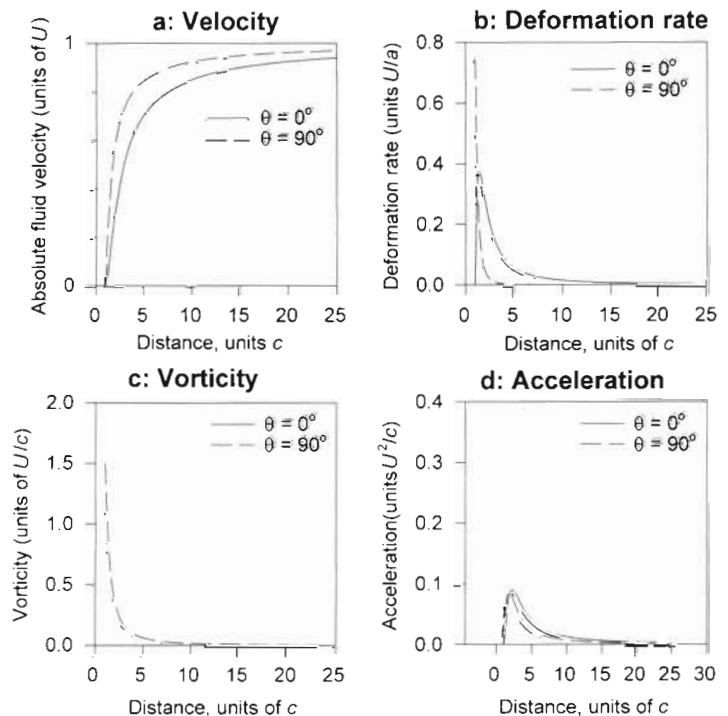 a: Velocity
Absolute fluid velocity (units of U)
1
0
θ = 0°
θ = 90°
0 5 10 15 20 25
Distance, units c
b: Deformation rate
Deformation rate (units U/a)
0.8
0.6
0.4
0.2
0.0
θ = 0°
θ = 90°
0 5 10 15 20 25
Distance, units of c
c: Vorticity
Vorticity (units of U/c)
2.0
1.5
1.0
0.5
0.0
θ = 0°
θ = 90°
0 5 10 15 20 25
Distance, units of c
d: Acceleration
Acceleration(units U²/c)
0.4
0.3
0.2
0.1
0.0
θ = 0°
θ = 90°
0 5 10 15 20 25 30
Distance, units of c